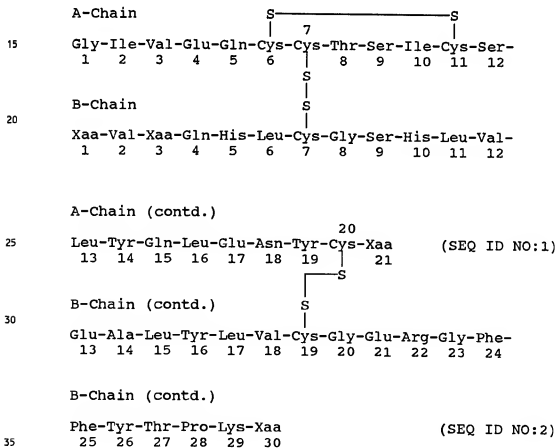 A-Chain S S
7
15 Gly-Ile-Val-Glu-Gln-Cys-Cys-Thr-Ser-Ile-Cys-Ser-
1 2 3 4 5 6 8 9 10 11 12
S
S
B-Chain
20
Xaa-Val-Xaa-Gln-His-Leu-Cys-Gly-Ser-His-Leu-Val-
1 2 3 4 5 6 7 8 9 10 11 12
A-Chain (contd.)
20
25 Leu-Tyr-Gln-Leu-Glu-Asn-Tyr-Cys-Xaa (SEQ ID NO:1)
13 14 15 16 17 18 19 21
S
S
B-Chain (contd.)
30
Glu-Ala-Leu-Tyr-Leu-Val-Cys-Gly-Glu-Arg-Gly-Phe-
13 14 15 16 17 18 19 20 21 22 23 24
B-Chain (contd.)
Phe-Tyr-Thr-Pro-Lys-Xaa (SEQ ID NO:2)
35 25 26 27 28 29 30